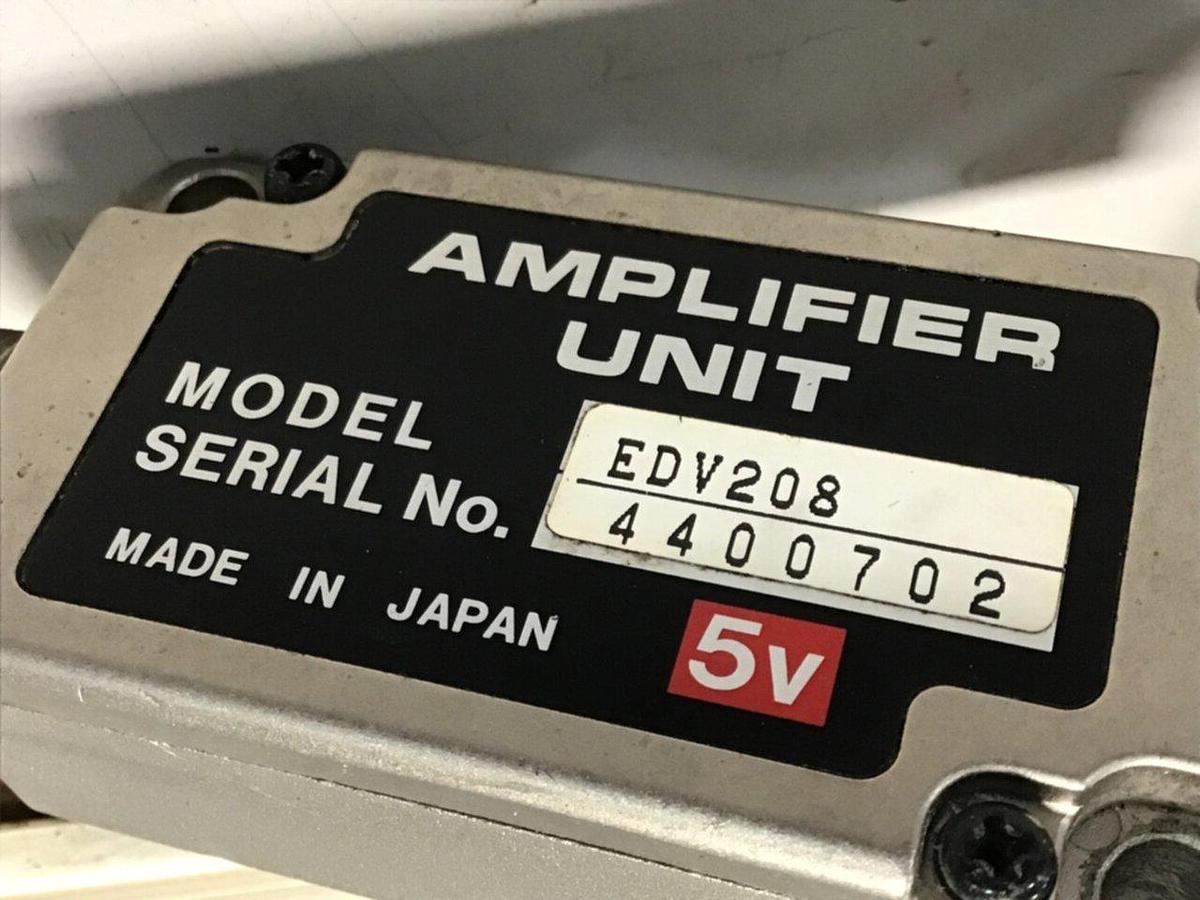 AMPLIFIER
UNIT
MODEL EDV208
SERIAL No. 4400702
MADE IN JAPAN 5v